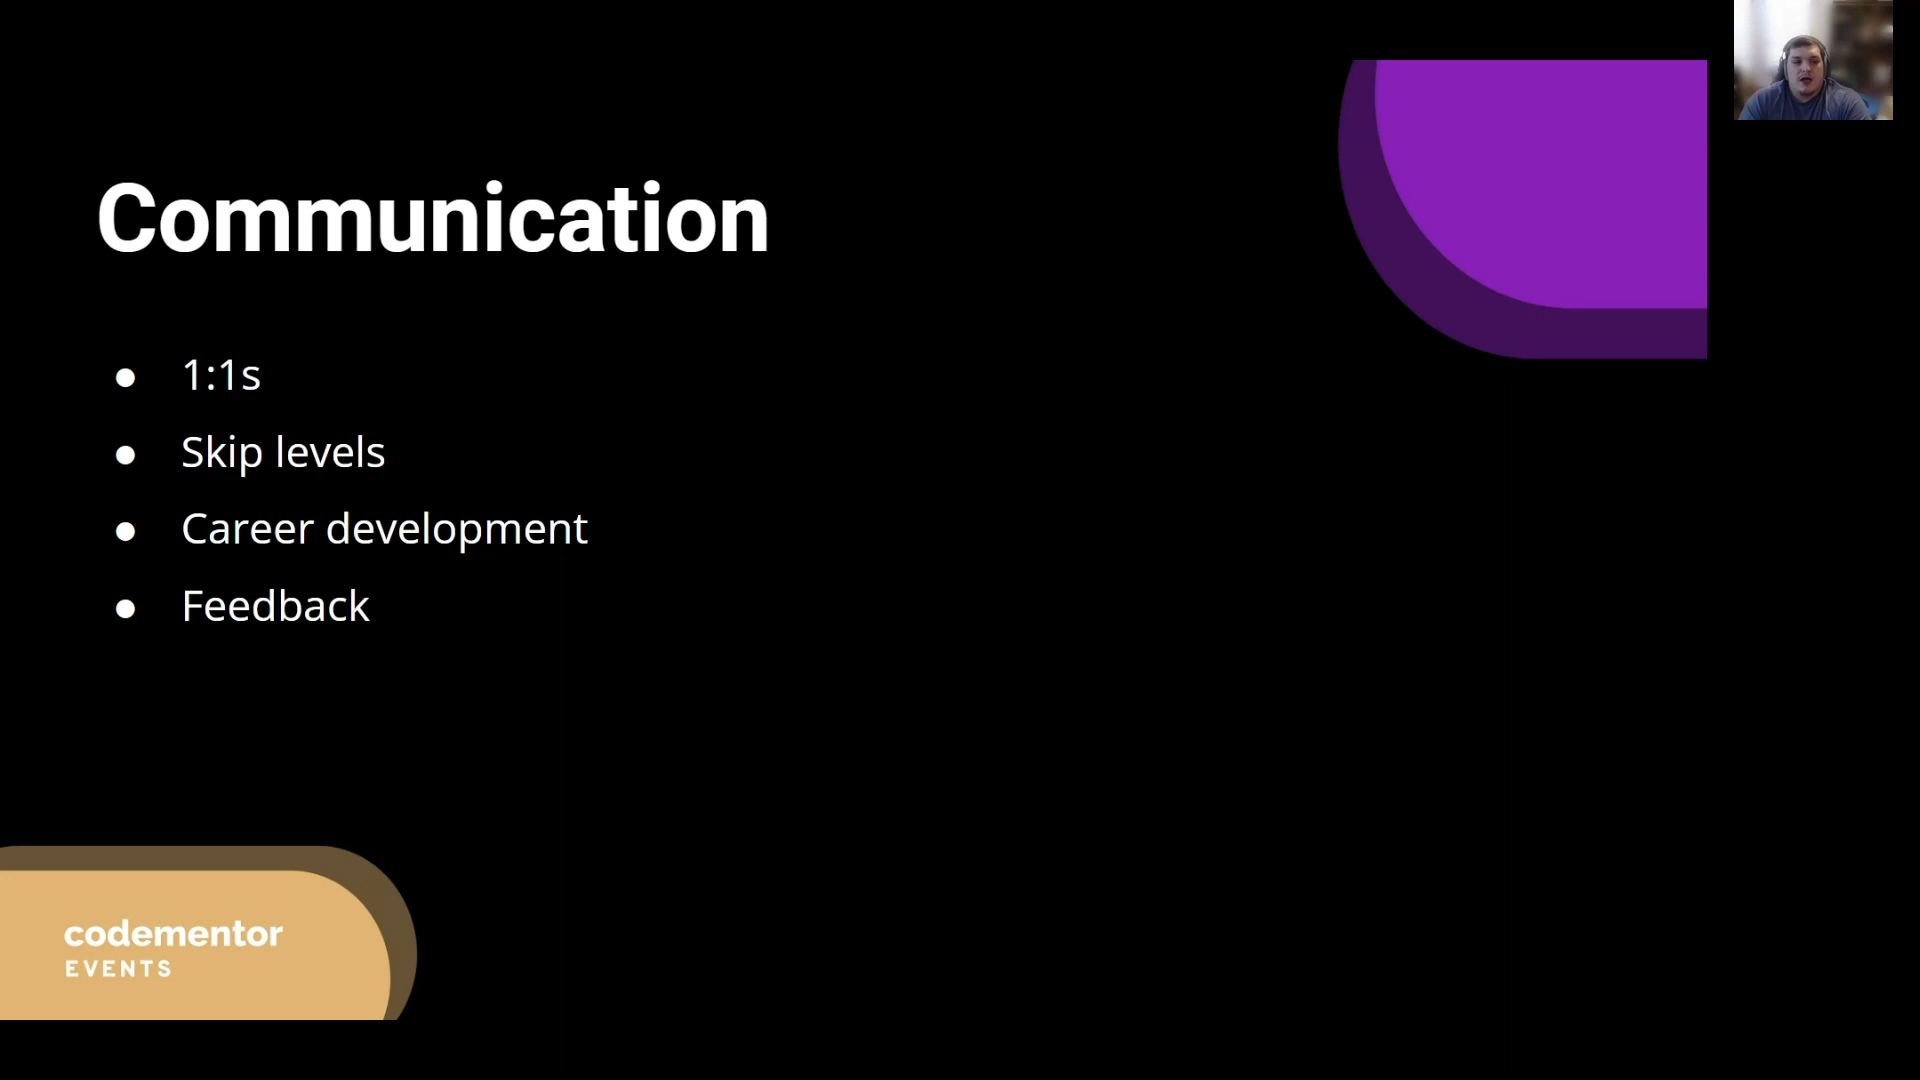 Communication
● 1:1s
● Skip levels
● Career development
● Feedback
codementor
EVENTS